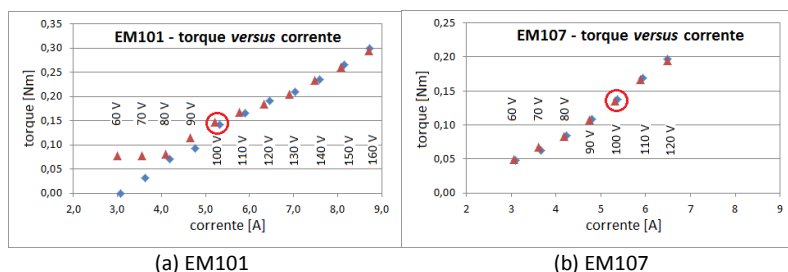 EM101 - torque versus corrente
torque [Nm]
0,35
0,30
0,25
0,20
0,15
0,10
0,05
0,00
60 V
70 V
80 V
90 V
100 V
110 V
120 V
130 V
140 V
150 V
160 V
2,0 3,0 4,0 5,0 6,0 7,0 8,0 9,0
corrente [A]
(a) EM101
EM107 - torque versus corrente
torque [Nm]
0,25
0,20
0,15
0,10
0,05
0,00
60 V
70 V
80 V
90 V
100 V
110 V
120 V
2 3 4 5 6 7 8 9
corrente [A]
(b) EM107